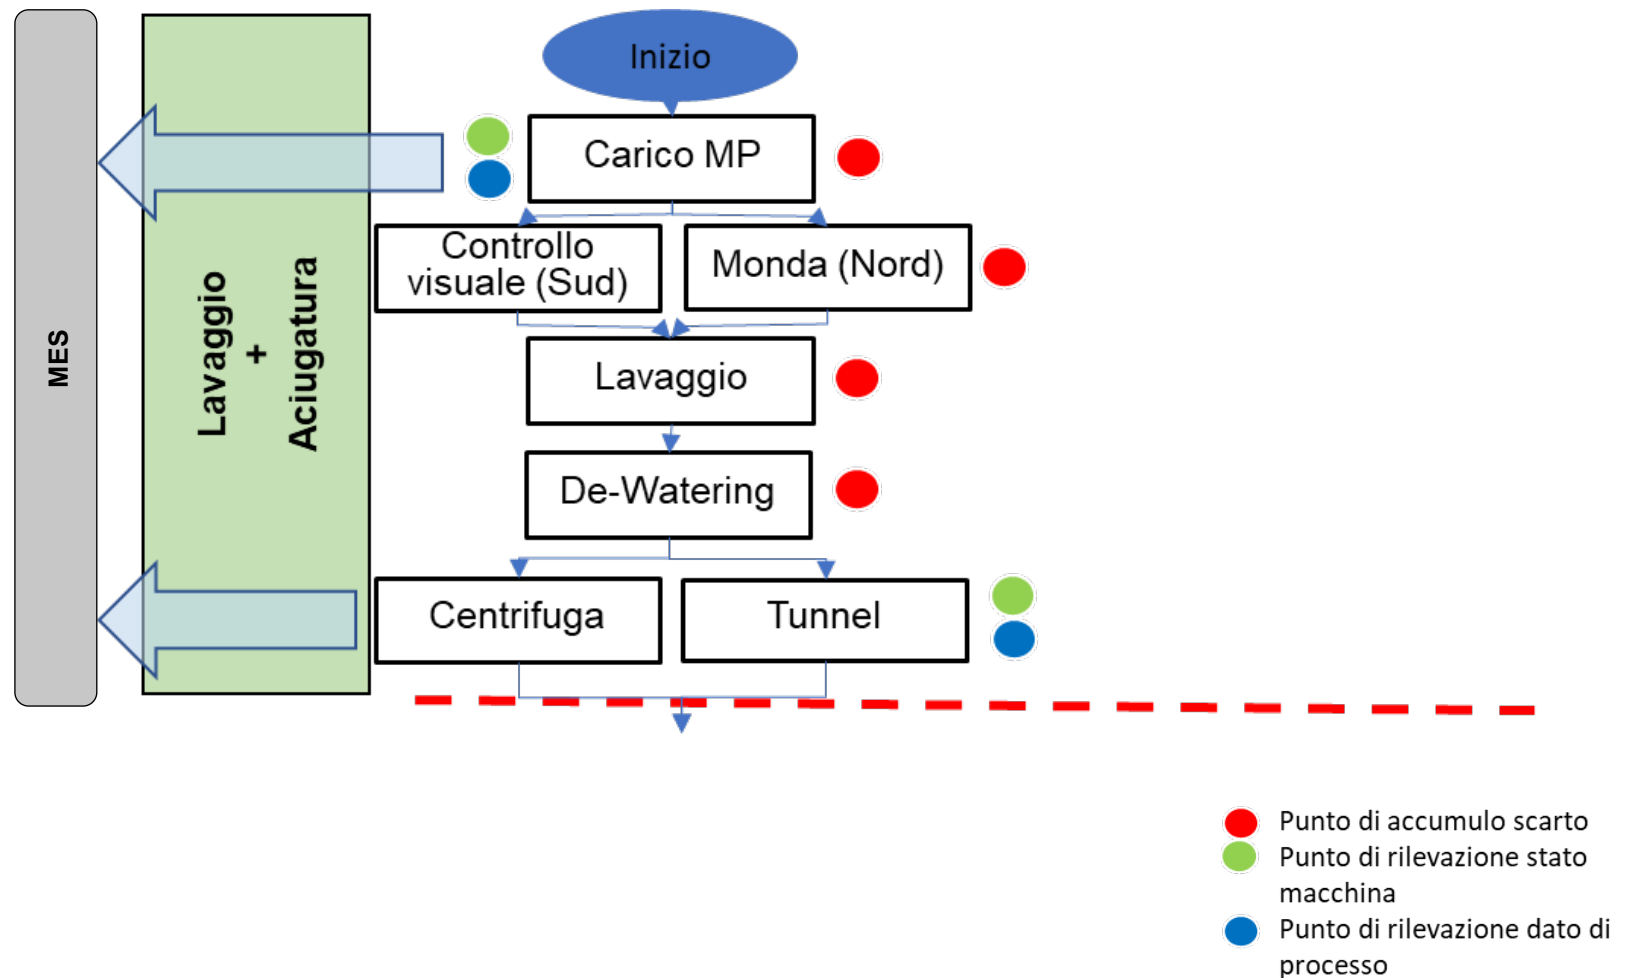 Inizio
Carico MP
Controllo
visuale (Sud)
Monda (Nord)
Lavaggio
De-Watering
Centrifuga
Tunnel
MES
Lavaggio
+
Aciugatura
Punto di accumulo scarto
Punto di rilevazione stato
macchina
Punto di rilevazione dato di
processo